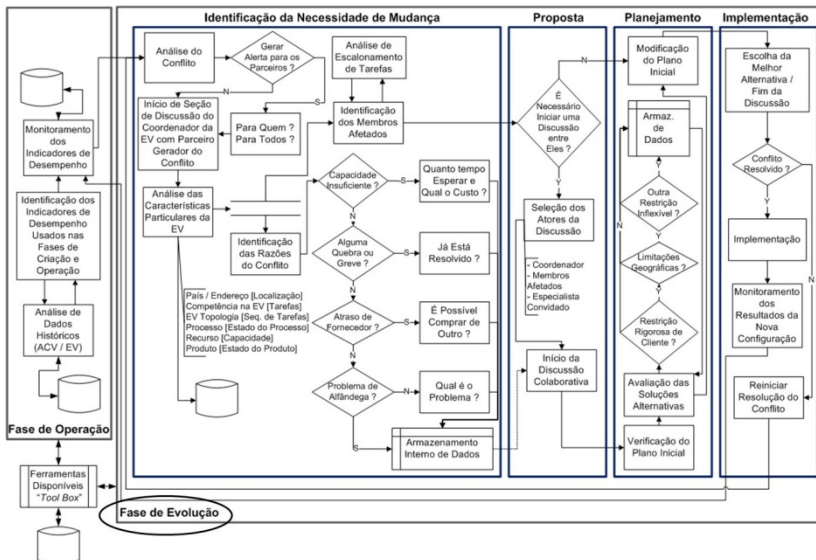 Identificação da Necessidade de Mudança
Proposta
Planejamento
Implementação
Análise do
Conflito
Gerar
Alerta para os
Parceiros ?
Análise de
Escalonamento
de Tarefas
N
S
Início de Seção
de Discussão do
Coordenador da
EV com Parceiro
Gerador do
Conflito
Para Quem ?
Para Todos ?
Identificação
dos Membros
Afetados
Análise das
Características
Particulares da
EV
Identificação
das Razões do
Conflito
Capacidade
Insuficiente ?
S
Quanto tempo
Esperar e
Qual o Custo ?
N
Alguma
Quebra ou
Greve ?
S
Já Está
Resolvido ?
N
Atraso de
Fornecedor ?
S
É Possível
Comprar de
Outro ?
N
Problema de
Alfândega ?
N
Qual é o
Problema ?
S
Armazenamento
Interno de Dados
País / Endereço [Localização]
Competência na EV [Tarefas]
EV Topologia [Seq. de Tarefas]
Processo [Estado do Processo]
Recurso [Capacidade]
Produto [Estado do Produto]
É
Necessário
Iniciar uma
Discussão
entre
Eles ?
N
Y
Seleção dos
Atores da
Discussão
- Coordenador
- Membros
Afetados
- Especialista
Convidado
Início da
Discussão
Colaborativa
Modificação
do Plano
Inicial
Armaz.
de
Dados
Y
Outra
Restrição
Inflexível ?
N
Y
Limitações
Geográficas ?
Y
Restrição
Rigorosa de
Cliente ?
Avaliação das
Soluções
Alternativas
Verificação do
Plano Inicial
Escolha da
Melhor
Alternativa /
Fim da
Discussão
Conflito
Resolvido ?
Y
N
Implementação
Monitoramento
dos
Resultados da
Nova
Configuração
Reiniciar
Resolução do
Conflito
Monitoramento
dos
Indicadores de
Desempenho
Identificação dos
Indicadores de
Desempenho
Usados nas
Fases de
Criação e
Operação
Análise de
Dados
Históricos
(ACV / EV)
Fase de Operação
Ferramentas
Disponíveis
“Tool Box”
Fase de Evolução